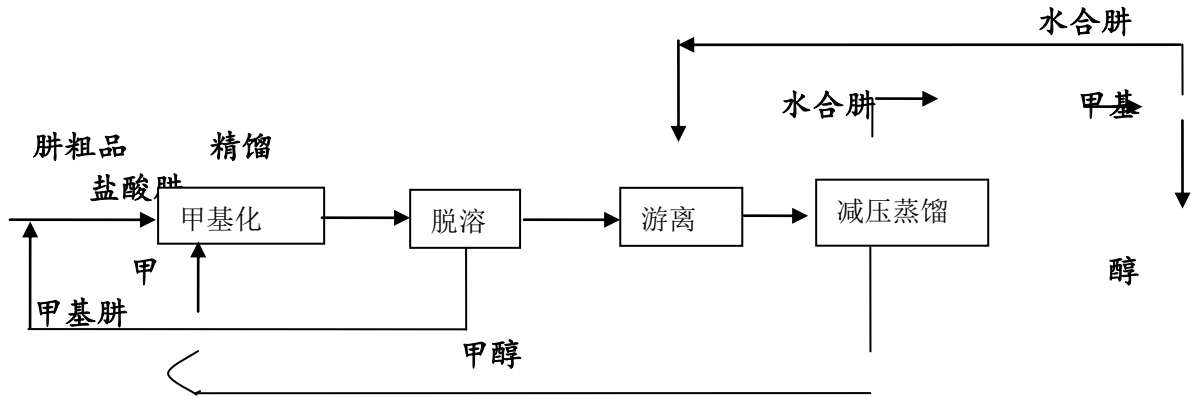 水合肼
水合肼
甲基
肼粗品
精馏
盐酸肼
甲基化
脱溶
游离
减压蒸馏
甲
醇
甲基肼
甲醇